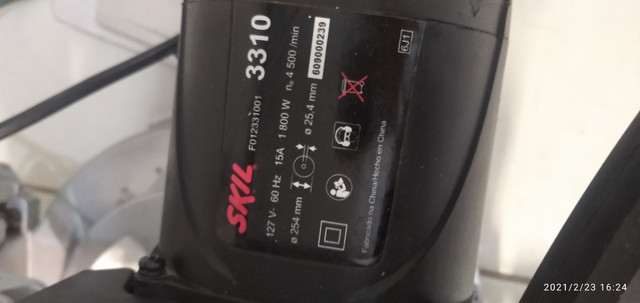 SKIL F012331001 3310
127 V~ 60 Hz 15A 1 800 W n₀ 4 500 /min
ø 254 mm ø 25,4 mm 609000239
6J1
Fabricado na China/Hecho en China
2021/2/23 16:24